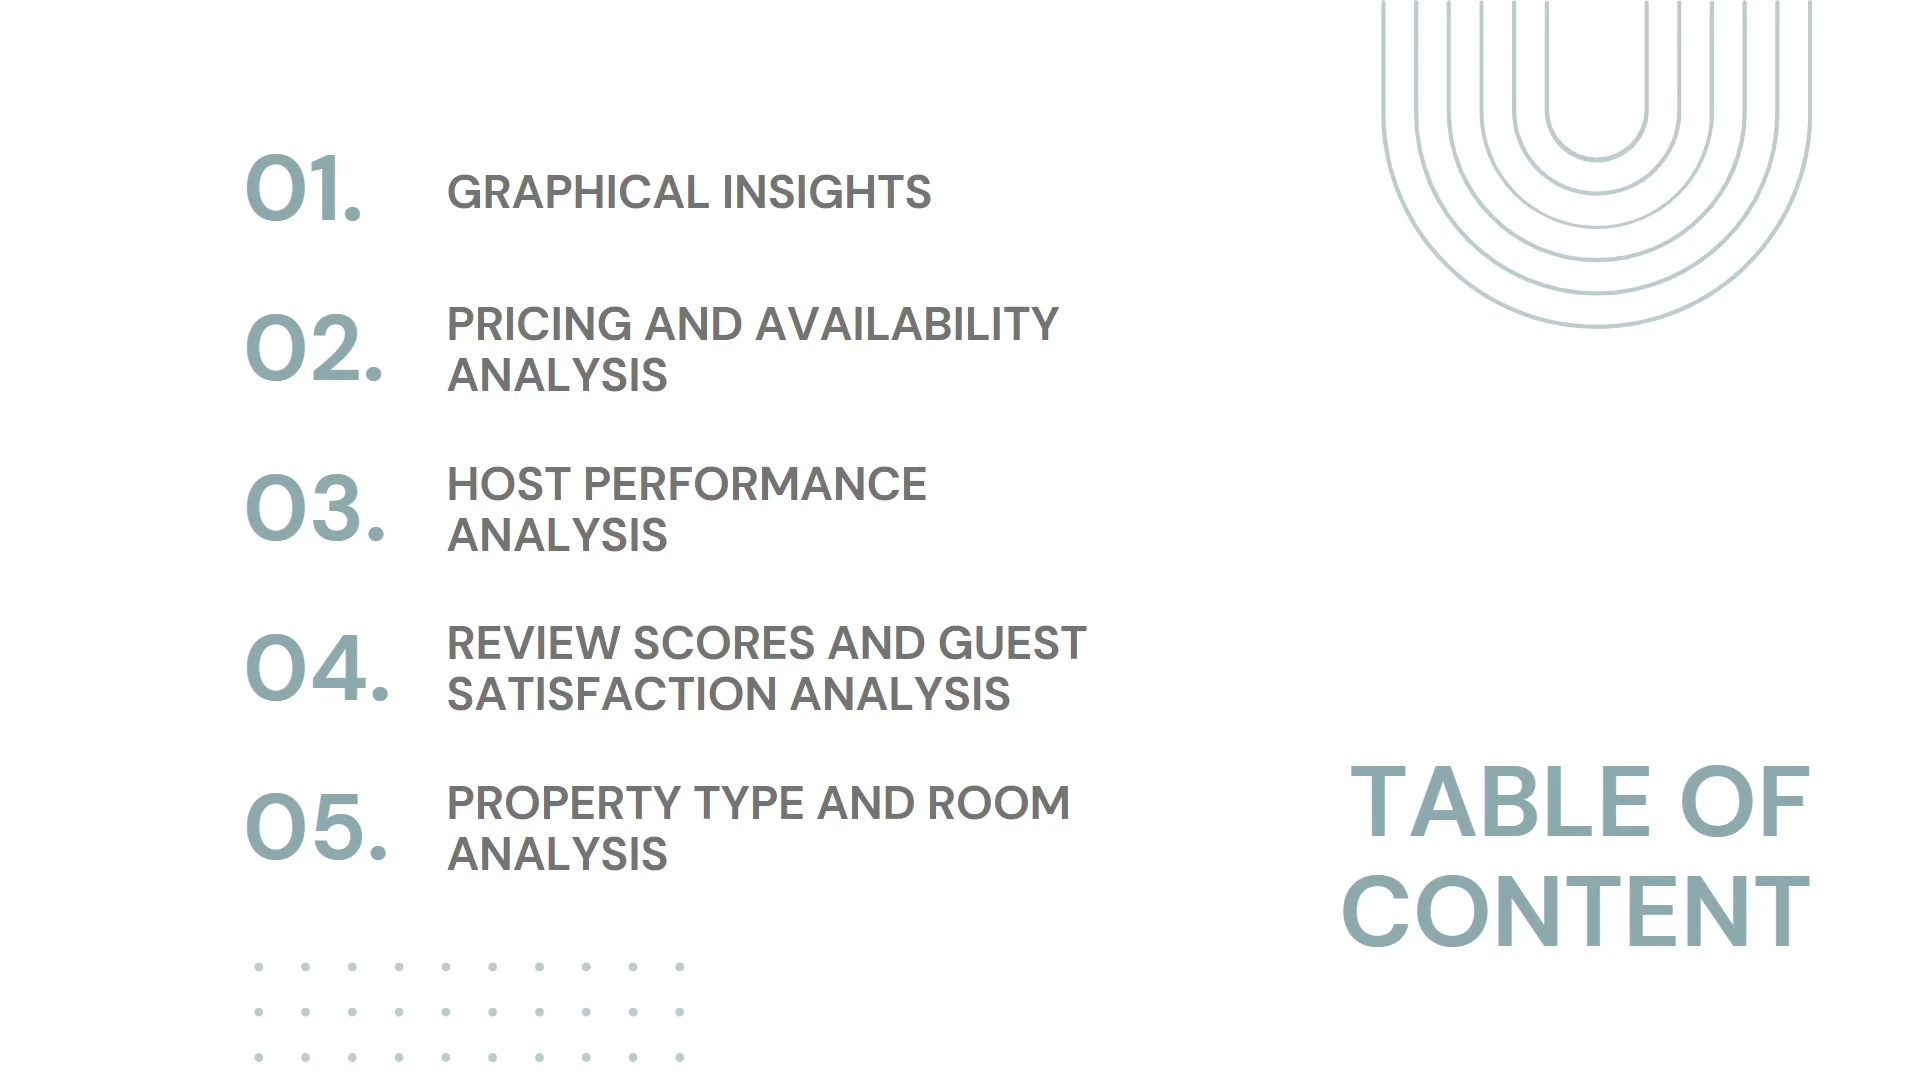 01. GRAPHICAL INSIGHTS
02. PRICING AND AVAILABILITY
ANALYSIS
03. HOST PERFORMANCE
ANALYSIS
04. REVIEW SCORES AND GUEST
SATISFACTION ANALYSIS
05. PROPERTY TYPE AND ROOM
ANALYSIS
TABLE OF
CONTENT